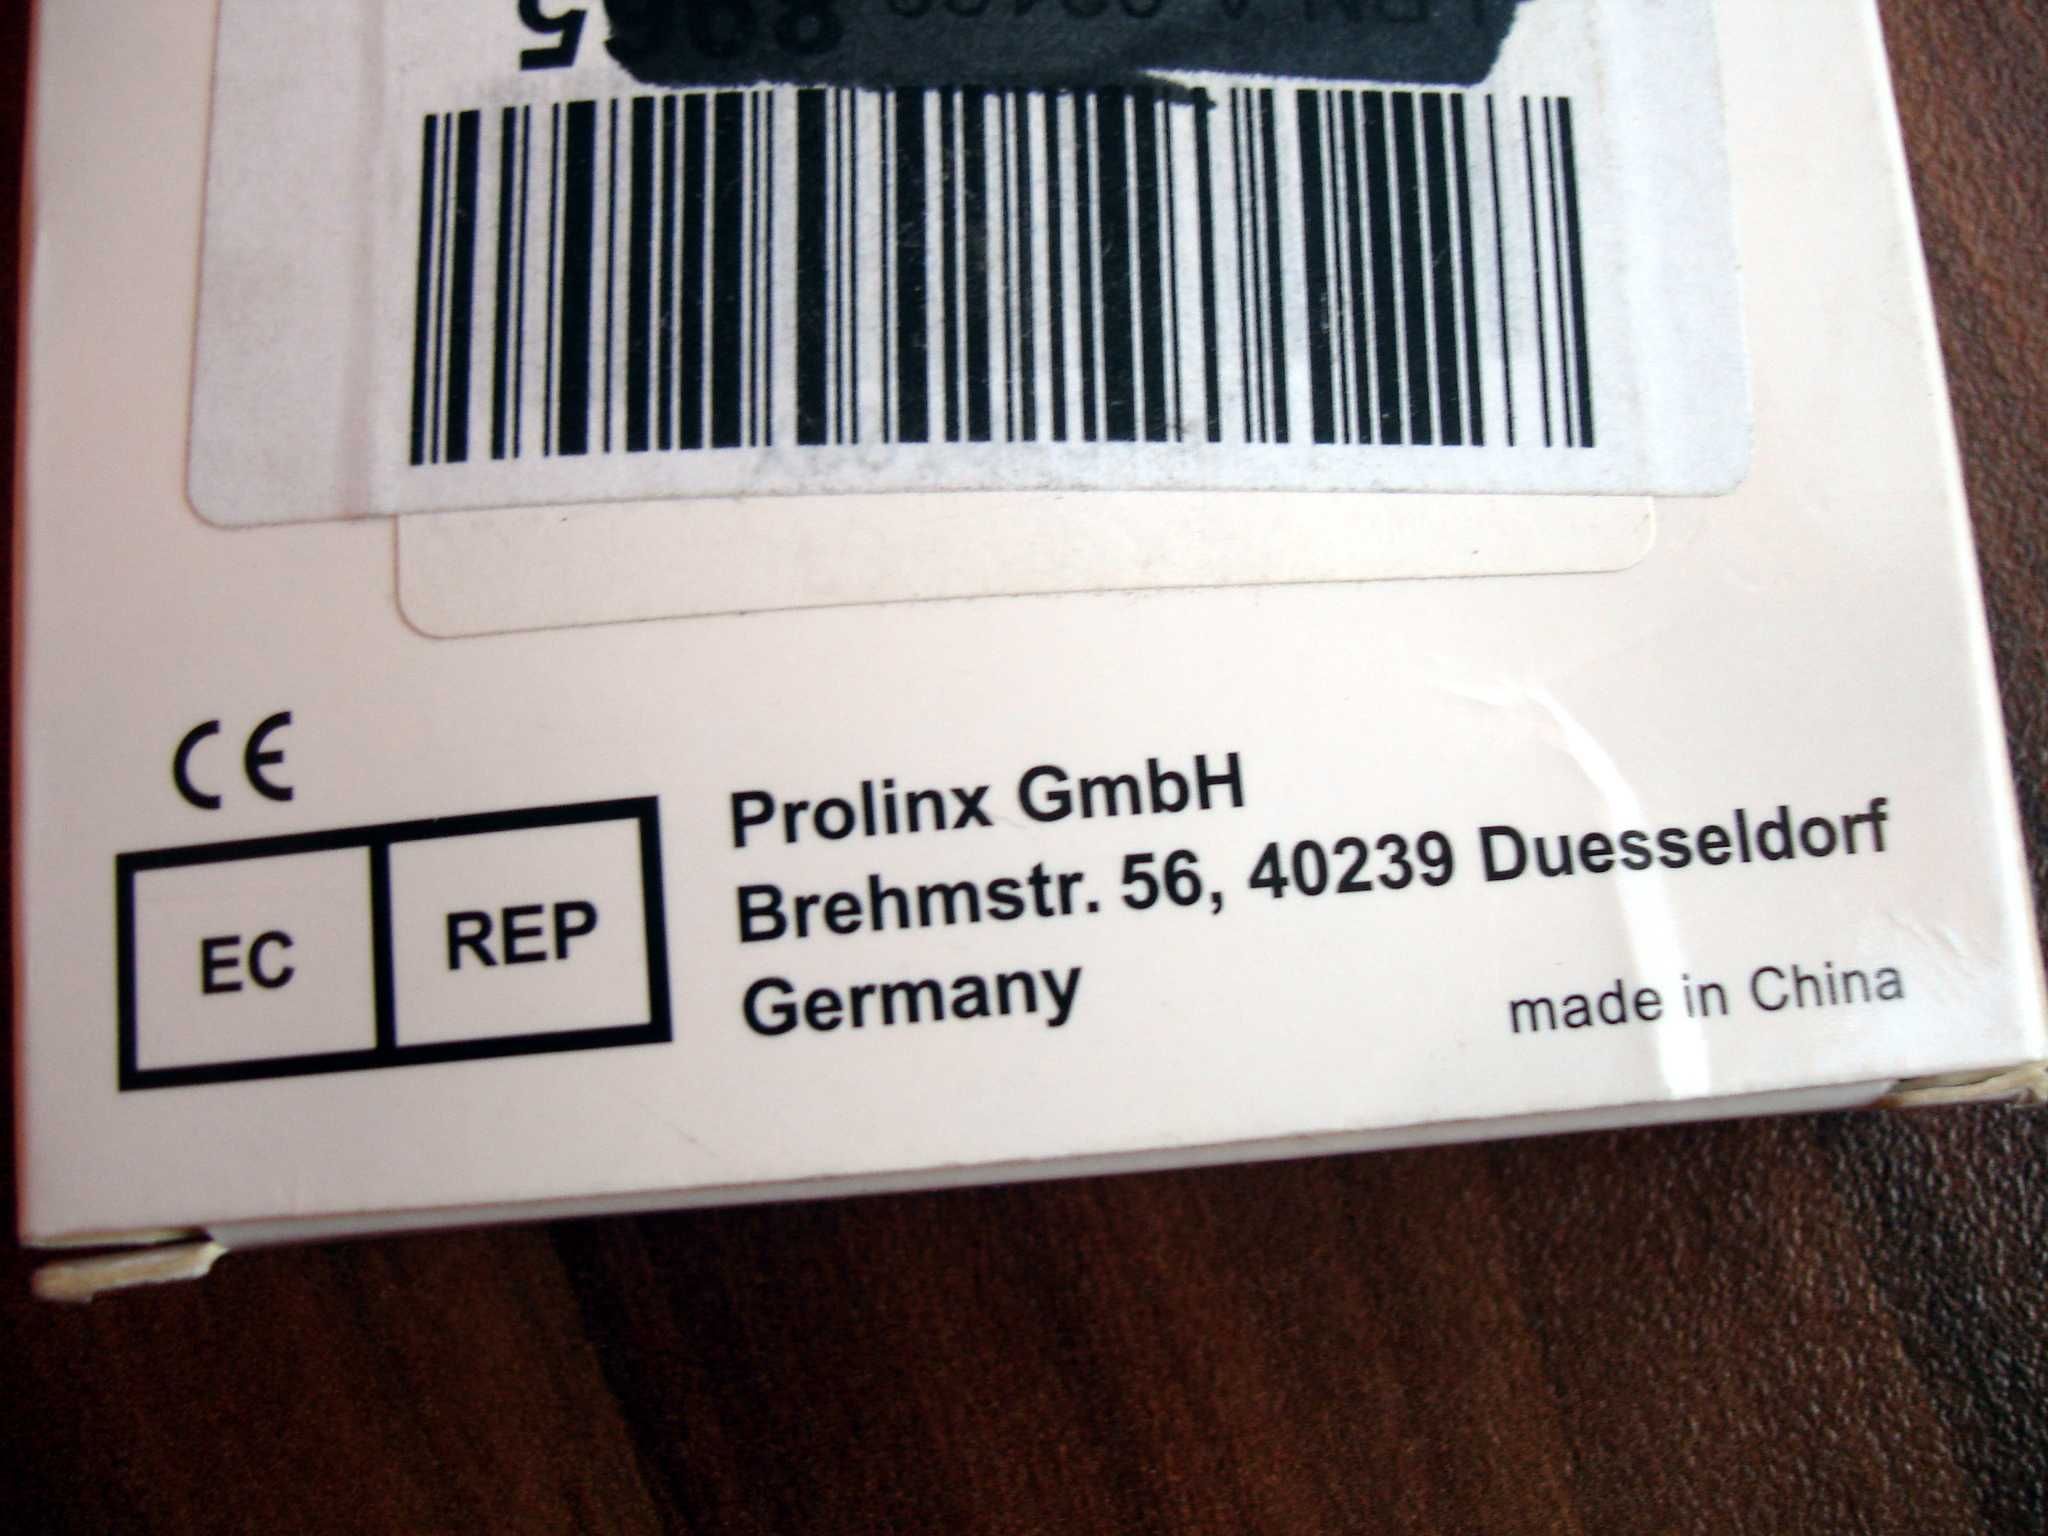 CE
EC REP
Prolinx GmbH
Brehmstr. 56, 40239 Duesseldorf
Germany
made in China